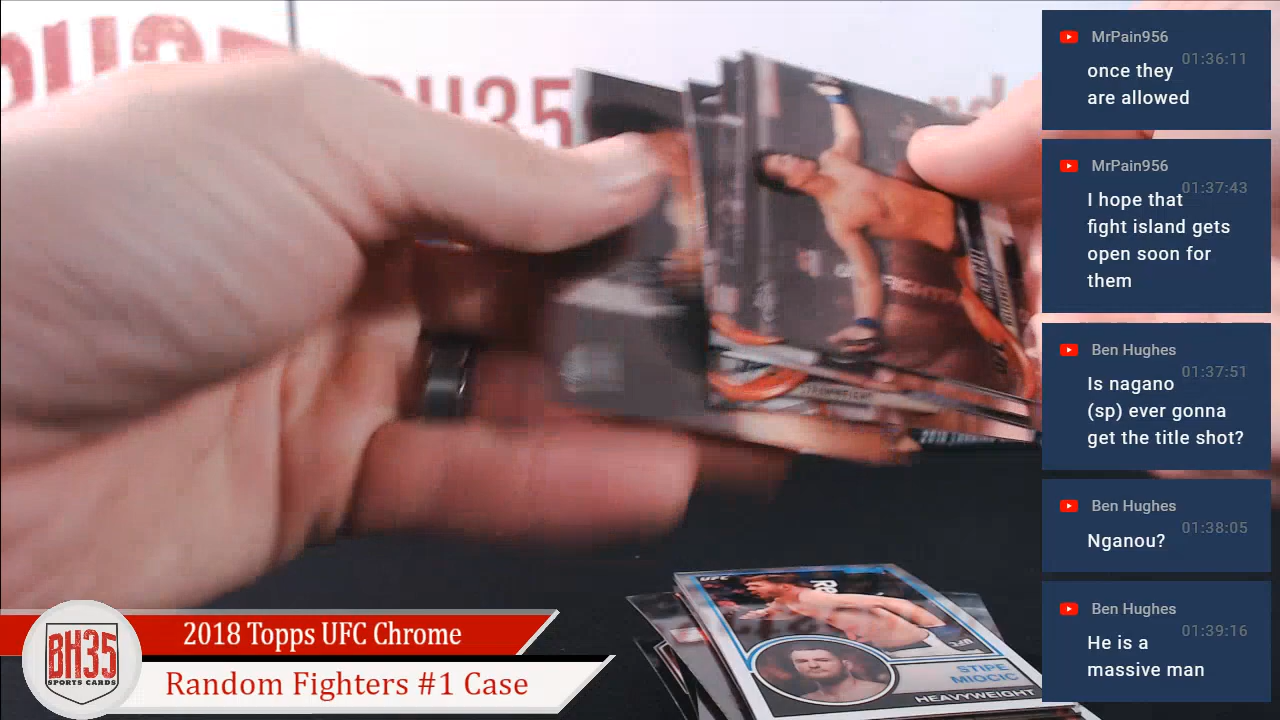 BH35
MrPain956
01:36:11
once they
are allowed
MrPain956
01:37:43
I hope that
fight island gets
open soon for
them
Ben Hughes
01:37:51
Is nagano
(sp) ever gonna
get the title shot?
Ben Hughes
01:38:05
Nganou?
Ben Hughes
01:39:16
He is a
massive man
UFC
STIPE
MIOCIC
HEAVYWEIGHT
2018 Topps UFC Chrome
Random Fighters #1 Case
BH35
SPORTS CARDS